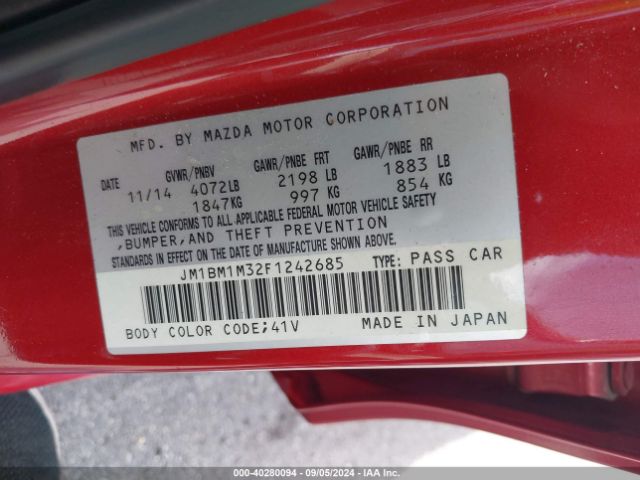 MFD. BY MAZDA MOTOR CORPORATION
GVWR/PNBV GAWR/PNBE FRT GAWR/PNBE RR
DATE 11/14 4072LB 2198 LB 1883 LB
1847KG 997 KG 854 KG
THIS VEHICLE CONFORMS TO ALL APPLICABLE FEDERAL MOTOR VEHICLE SAFETY
,BUMPER,AND THEFT PREVENTION
STANDARDS IN EFFECT ON THE DATE OF MANUFACTURE SHOWN ABOVE.
JM1BM1M32F1242685 TYPE: PASS CAR
BODY COLOR CODE;41V MADE IN JAPAN
000-40280094 - 09/05/2024 - IAA Inc.